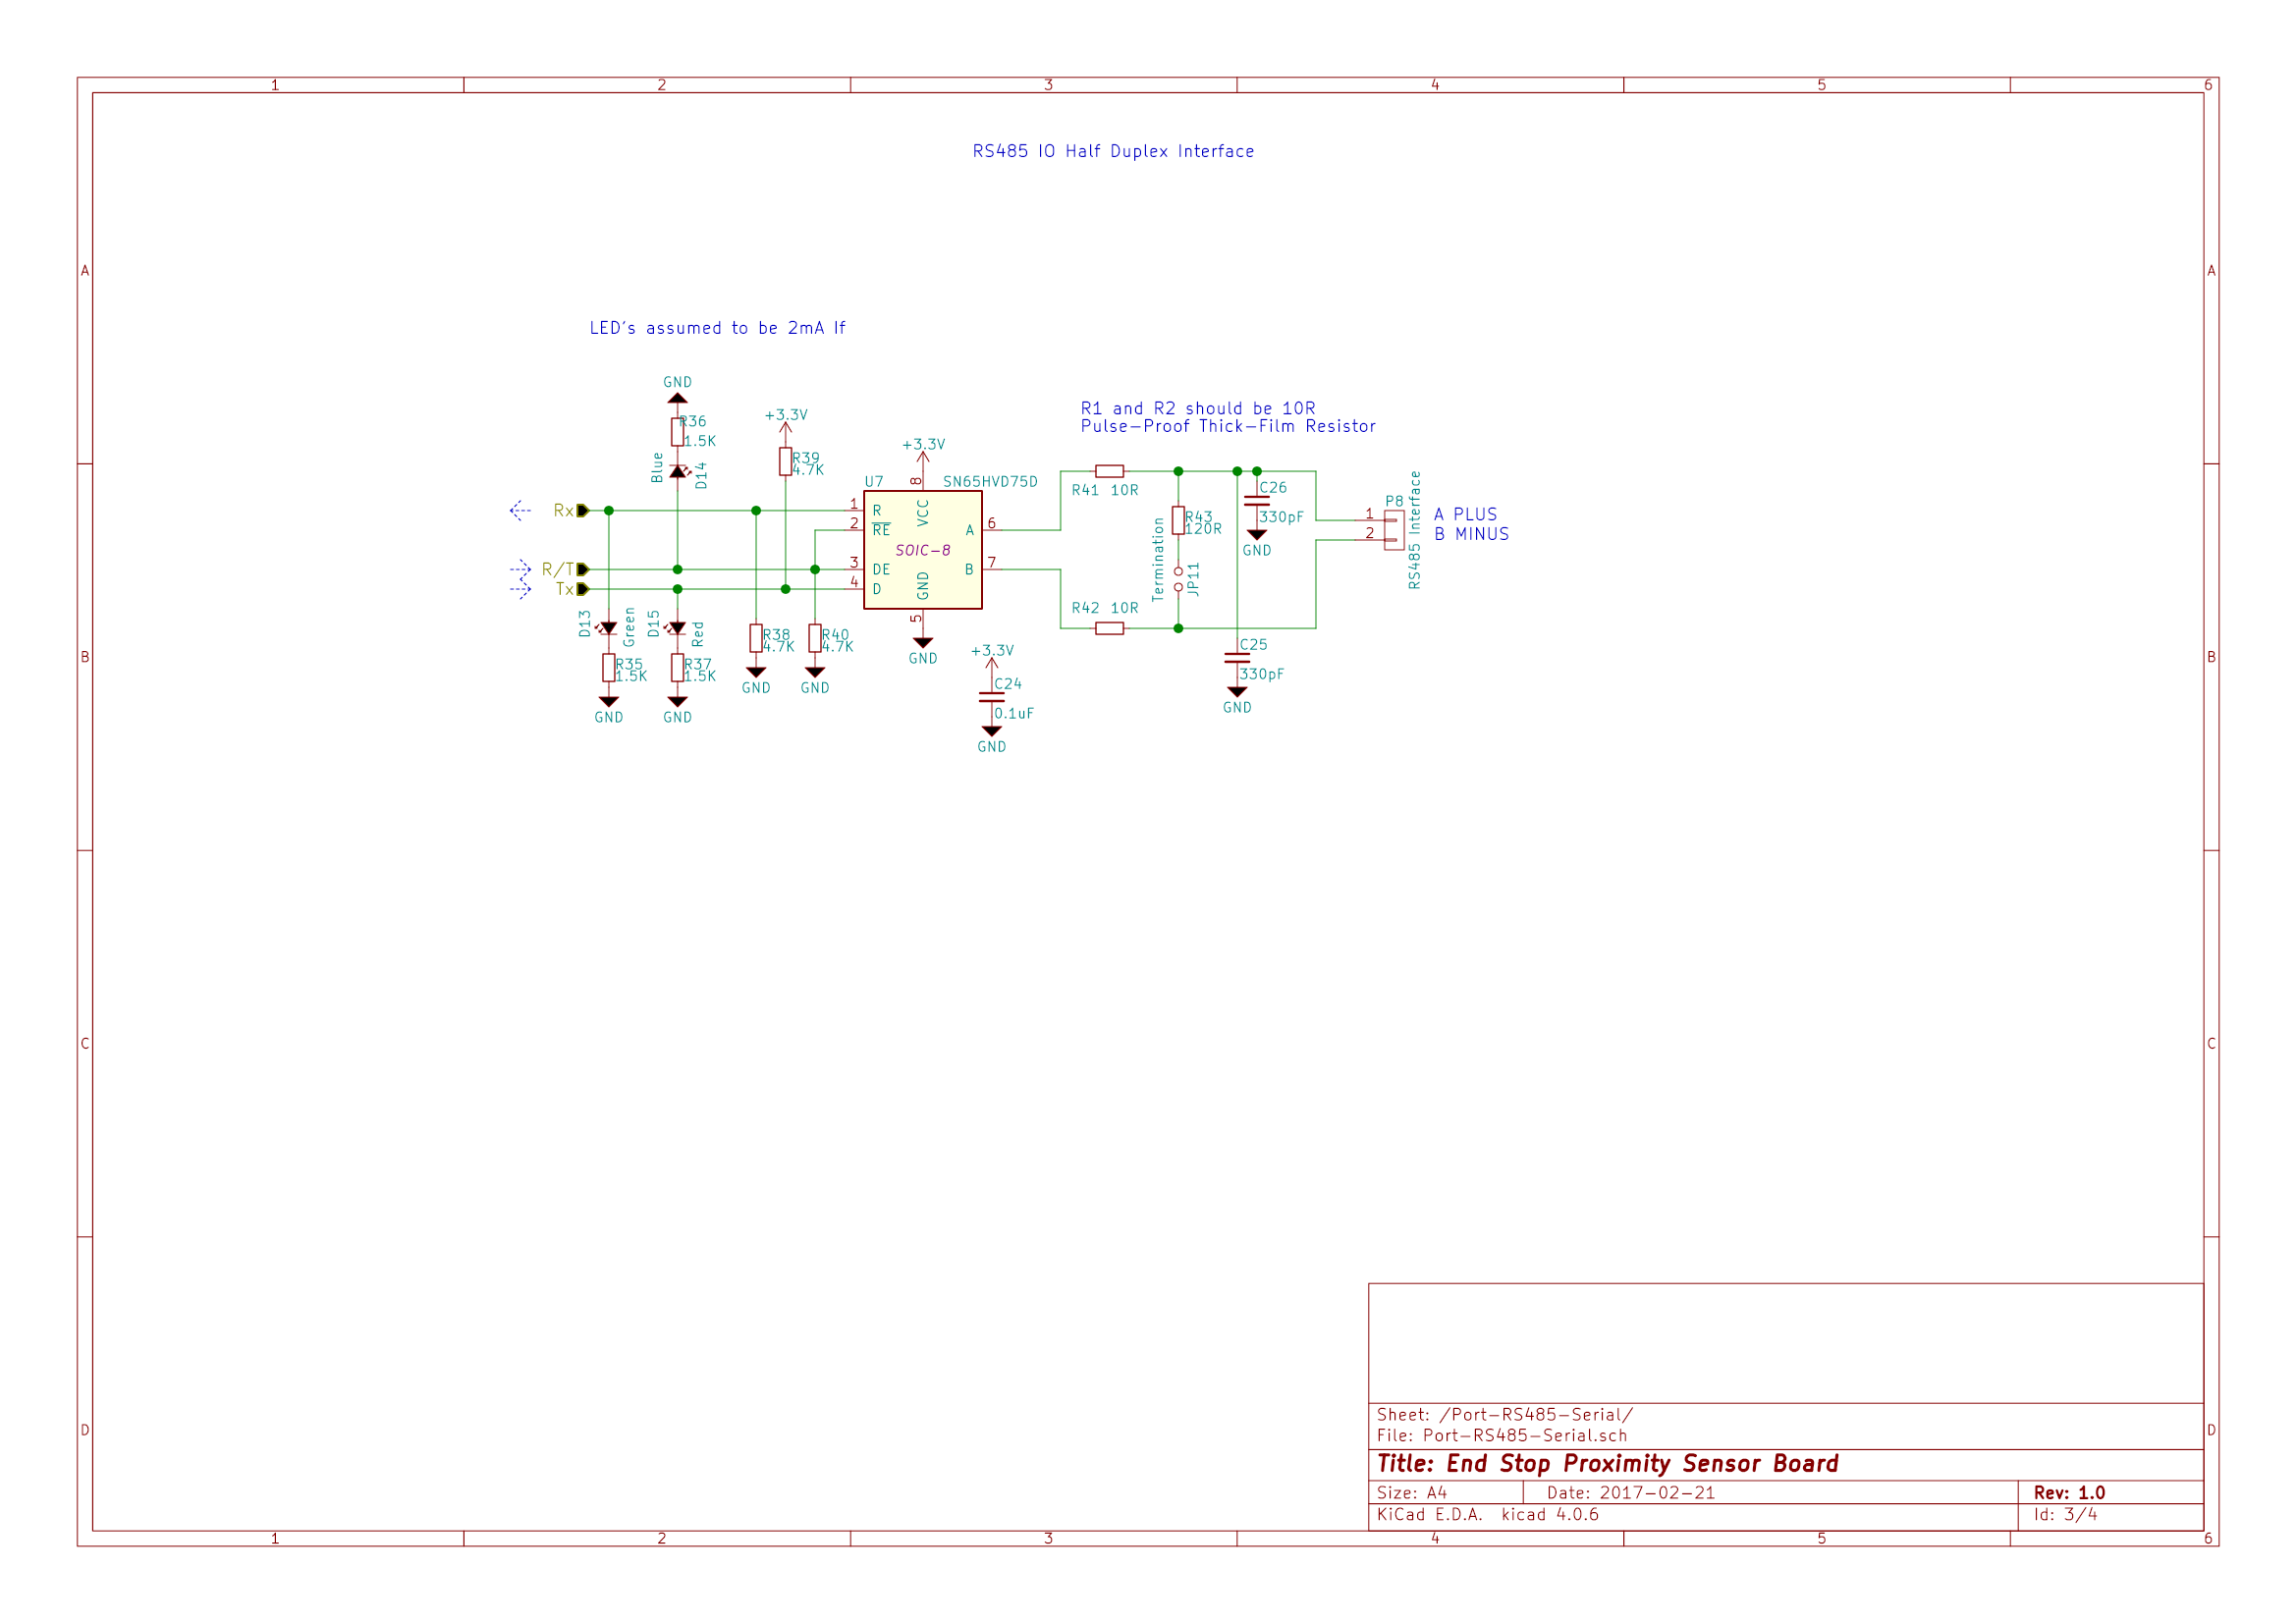 1 2 3 4 5 6
RS485 IO Half Duplex Interface
A A
LED's assumed to be 2mA If
GND
R36
1.5K
Blue
D14
+3.3V
R39
4.7K
+3.3V
U7
SN65HVD75D
R1 and R2 should be 10R
Pulse-Proof Thick-Film Resistor
R41 10R
C26
330pF
GND
R43
120R
Termination
JP11
P8
1
2
RS485 Interface
A PLUS
B MINUS
Rx
R/T
Tx
1 R
2 RE
3 DE
4 D
8 VCC
SOIC-8
GND 5
A 6
B 7
GND
R42 10R
D13
Green
R35
1.5K
GND
D15
Red
R37
1.5K
GND
R38
4.7K
GND
R40
4.7K
GND
+3.3V
C24
0.1uF
GND
C25
330pF
GND
B B
C C
D D
Sheet: /Port-RS485-Serial/
File: Port-RS485-Serial.sch
Title: End Stop Proximity Sensor Board
Size: A4 Date: 2017-02-21 Rev: 1.0
KiCad E.D.A. kicad 4.0.6 Id: 3/4
1 2 3 4 5 6